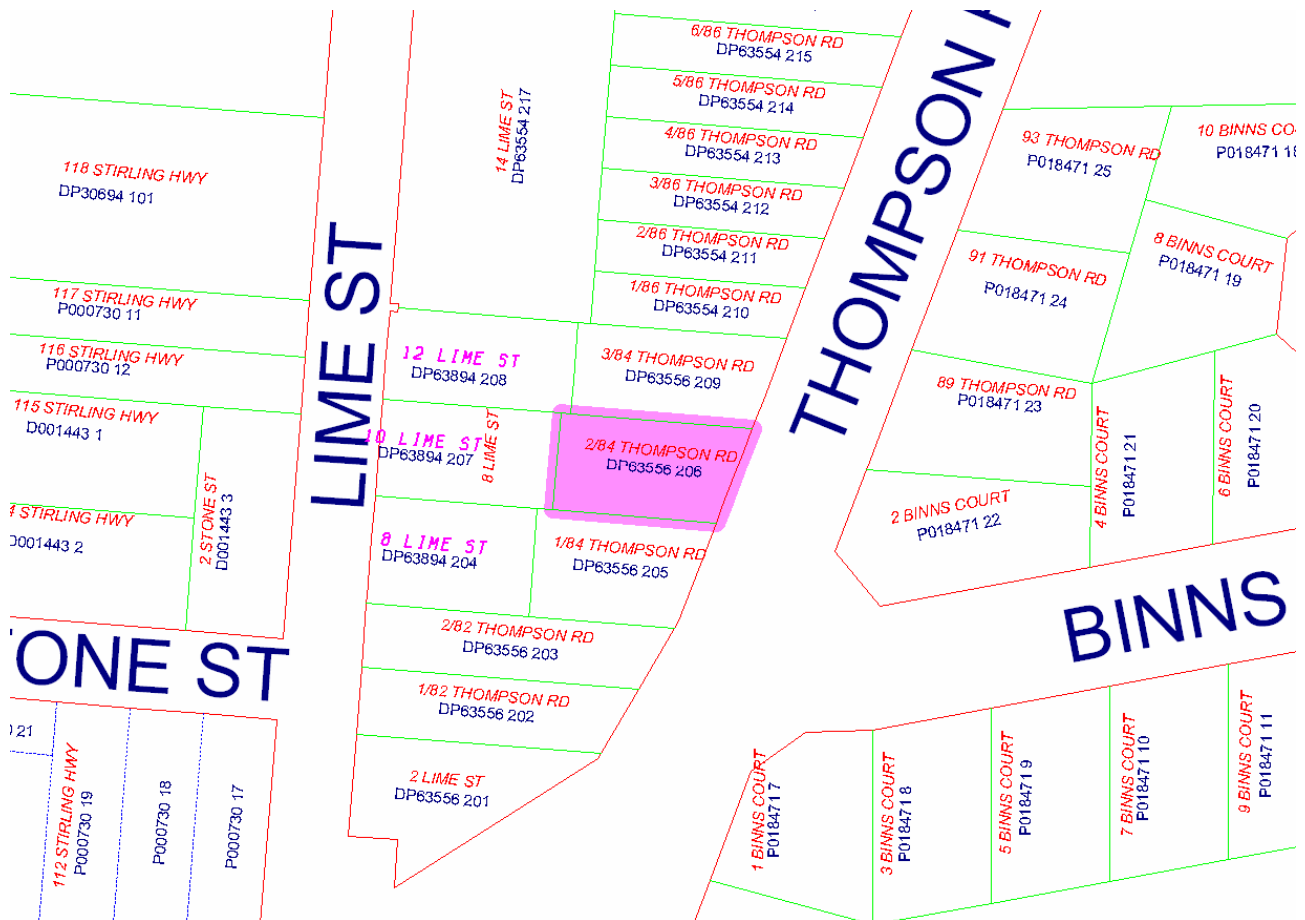 6/86 THOMPSON RD
DP63554 215
5/86 THOMPSON RD
DP63554 214
4/86 THOMPSON RD
DP63554 213
3/86 THOMPSON RD
DP63554 212
2/86 THOMPSON RD
DP63554 211
1/86 THOMPSON RD
DP63554 210
14 LIME ST
DP63554 217
118 STIRLING HWY
DP30694 101
117 STIRLING HWY
P000730 11
116 STIRLING HWY
P000730 12
115 STIRLING HWY
D001443 1
STIRLING HWY
D001443 2
2 STONE ST
D001443 3
LIME ST
THOMPSON
93 THOMPSON RD
P018471 25
10 BINNS CO
P018471 18
91 THOMPSON RD
P018471 24
8 BINNS COURT
P018471 19
89 THOMPSON RD
P018471 23
2 BINNS COURT
P018471 22
4 BINNS COURT
P018471 21
6 BINNS COURT
P018471 20
12 LIME ST
DP63894 208
3/84 THOMPSON RD
DP63556 209
10 LIME ST
DP63894 207
8 LIME ST
2/84 THOMPSON RD
DP63556 206
8 LIME ST
DP63894 204
1/84 THOMPSON RD
DP63556 205
2/82 THOMPSON RD
DP63556 203
1/82 THOMPSON RD
DP63556 202
2 LIME ST
DP63556 201
TONE ST
BINNS
21
112 STIRLING HWY
P000730 19
P000730 18
P000730 17
1 BINNS COURT
P018471 7
3 BINNS COURT
P018471 8
5 BINNS COURT
P018471 9
7 BINNS COURT
P018471 10
9 BINNS COURT
P018471 11